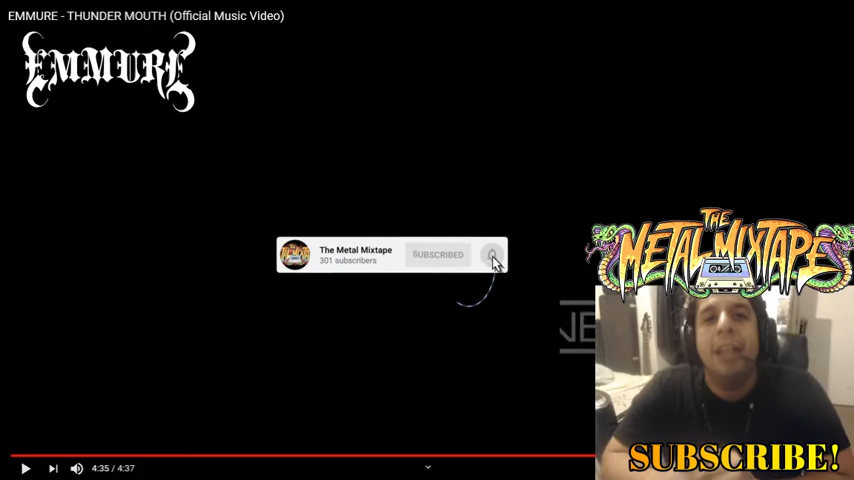 EMMURE - THUNDER MOUTH (Official Music Video)
EMMURE
The Metal Mixtape
301 subscribers
SUBSCRIBED
THE
METAL MIXTAPE
SUBSCRIBE!
4:35 / 4:37